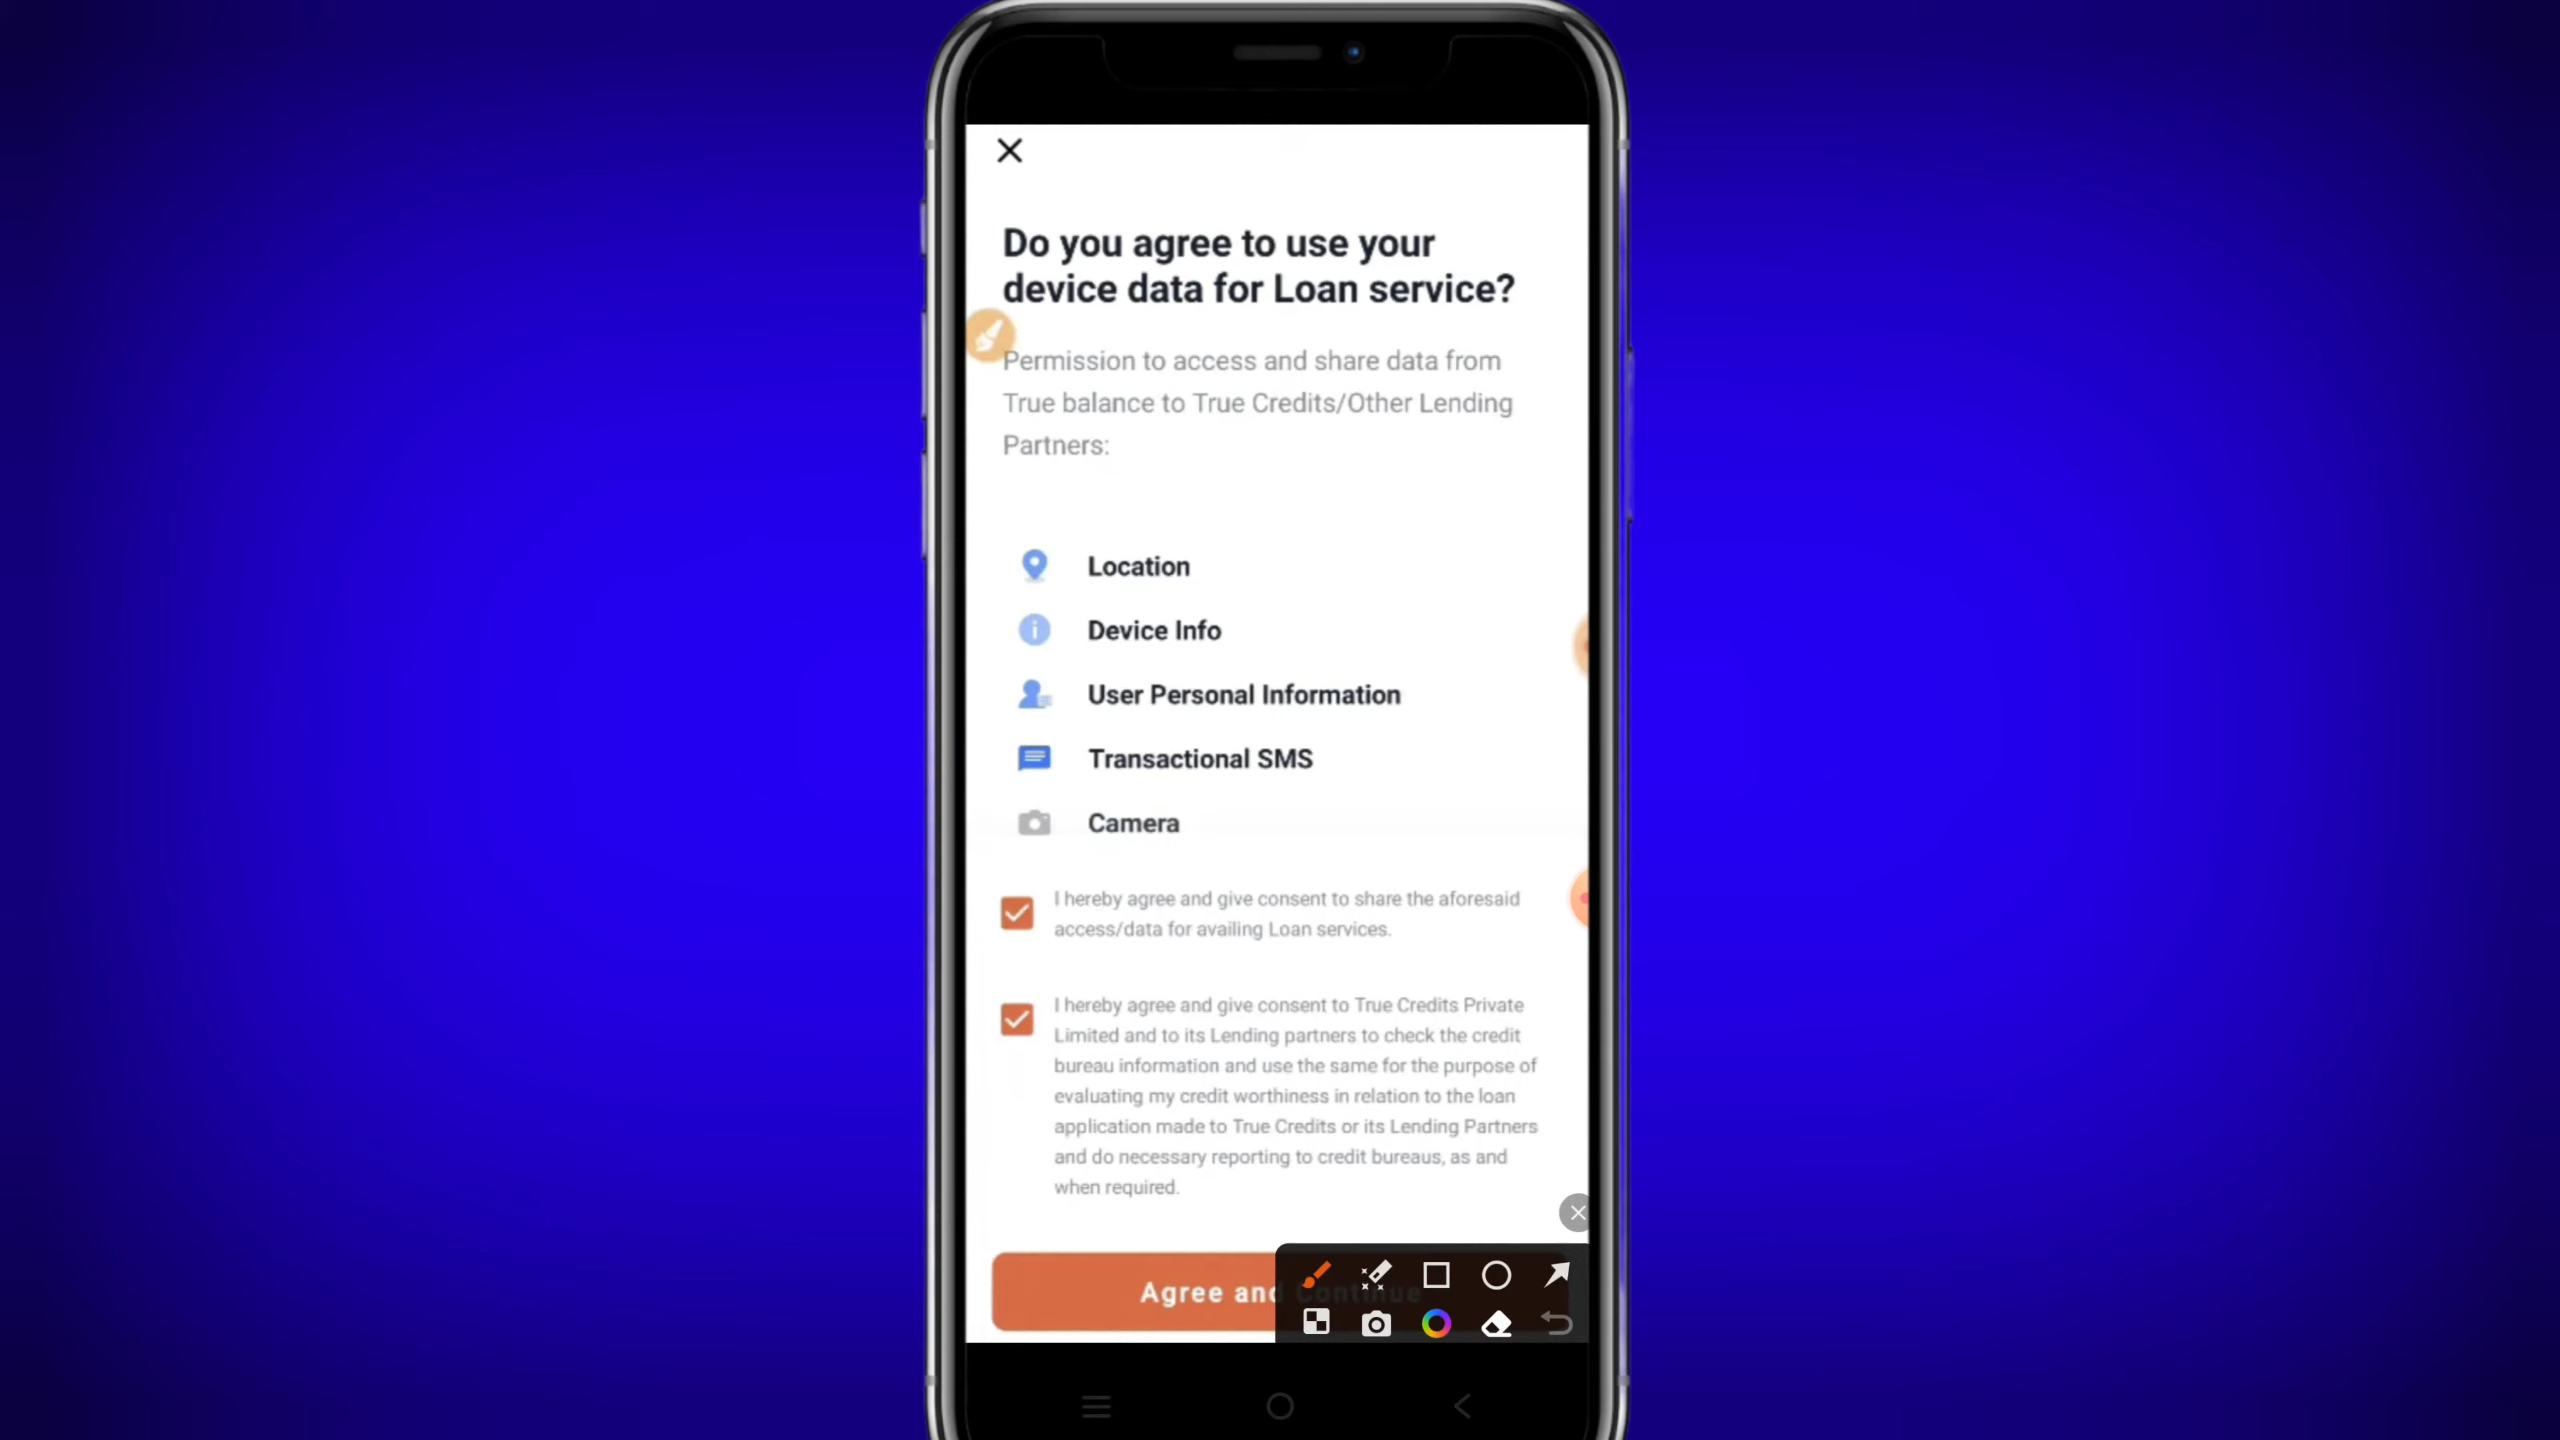 Do you agree to use your
device data for Loan service?
Permission to access and share data from
True balance to True Credits/Other Lending
Partners:
Location
Device Info
User Personal Information
Transactional SMS
Camera
I hereby agree and give consent to share the aforesaid
access/data for availing Loan services.
I hereby agree and give consent to True Credits Private
Limited and to its Lending partners to check the credit
bureau information and use the same for the purpose of
evaluating my credit worthiness in relation to the loan
application made to True Credits or its Lending Partners
and do necessary reporting to credit bureaus, as and
when required.
Agree and Continue